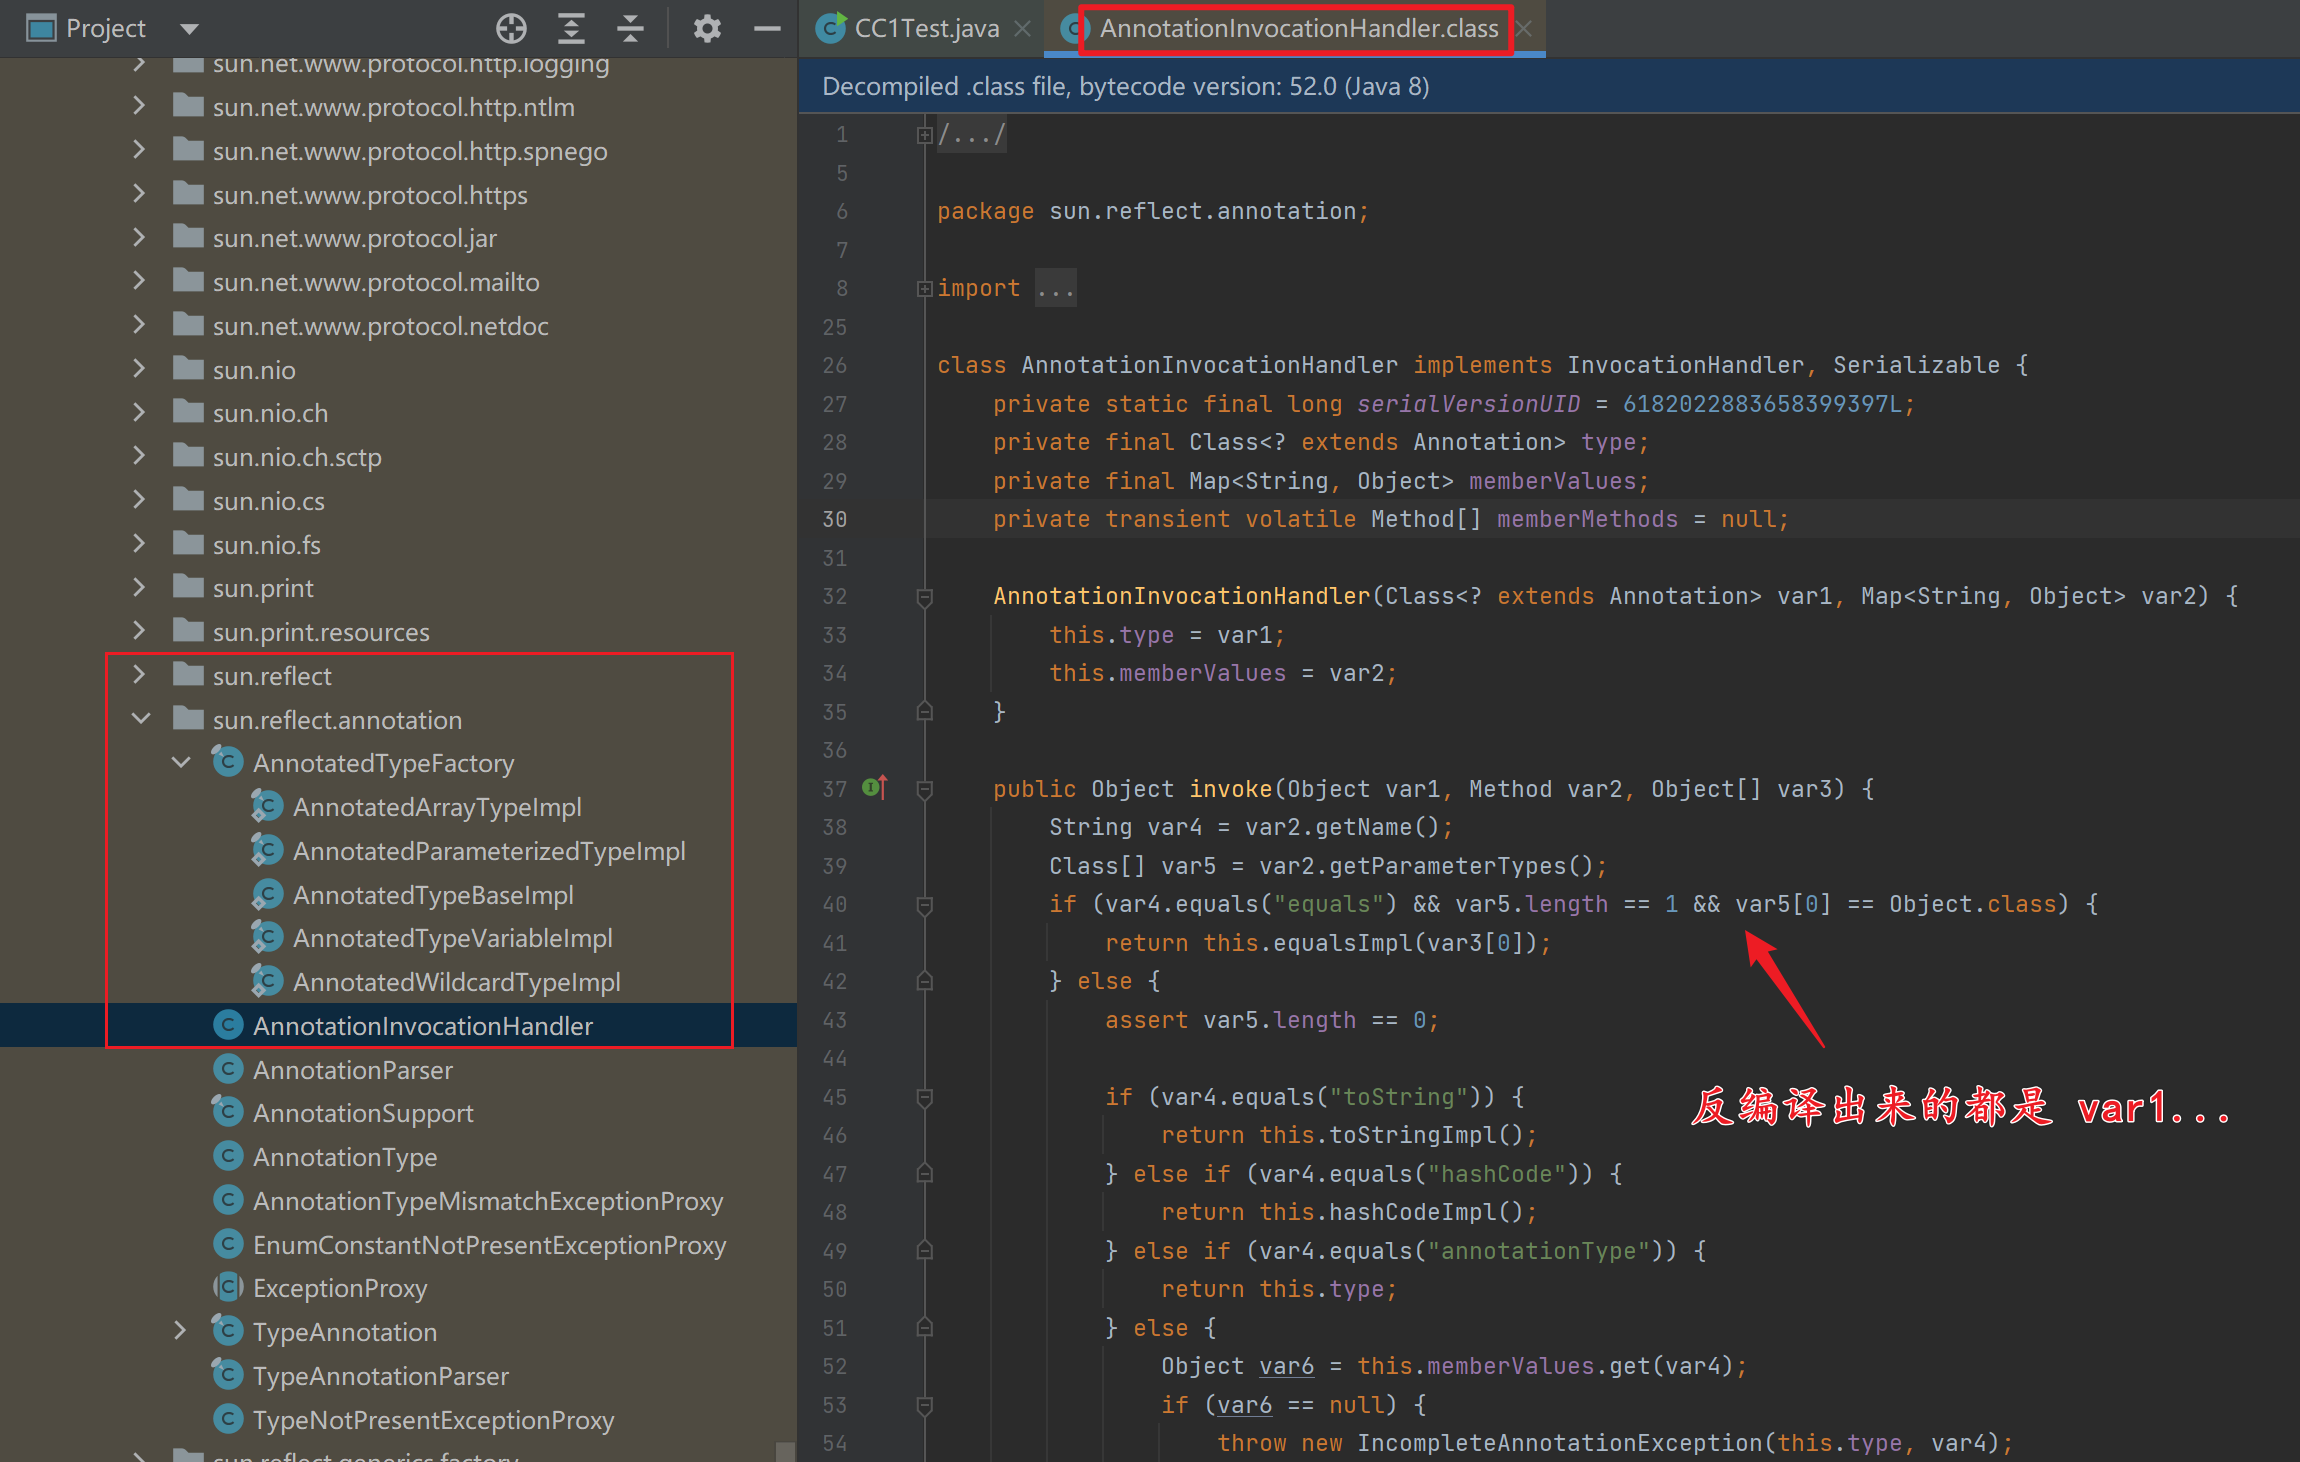 Project
sun.net.www.protocol.http.logging
sun.net.www.protocol.http.ntlm
sun.net.www.protocol.http.spnego
sun.net.www.protocol.https
sun.net.www.protocol.jar
sun.net.www.protocol.mailto
sun.net.www.protocol.netdoc
sun.nio
sun.nio.ch
sun.nio.ch.sctp
sun.nio.cs
sun.nio.fs
sun.print
sun.print.resources
sun.reflect
sun.reflect.annotation
AnnotatedTypeFactory
AnnotatedArrayTypeImpl
AnnotatedParameterizedTypeImpl
AnnotatedTypeBaseImpl
AnnotatedTypeVariableImpl
AnnotatedWildcardTypeImpl
AnnotationInvocationHandler
AnnotationParser
AnnotationSupport
AnnotationType
AnnotationTypeMismatchExceptionProxy
EnumConstantNotPresentExceptionProxy
ExceptionProxy
TypeAnnotation
TypeAnnotationParser
TypeNotPresentExceptionProxy
sun.reflect.generics.factory
CC1Test.java
AnnotationInvocationHandler.class
Decompiled .class file, bytecode version: 52.0 (Java 8)
1 /.../
5
6 package sun.reflect.annotation;
7
8 import ...
25
26 class AnnotationInvocationHandler implements InvocationHandler, Serializable {
27 private static final long serialVersionUID = 6182022883658399397L;
28 private final Class<? extends Annotation> type;
29 private final Map<String, Object> memberValues;
30 private transient volatile Method[] memberMethods = null;
31
32 AnnotationInvocationHandler(Class<? extends Annotation> var1, Map<String, Object> var2) {
33 this.type = var1;
34 this.memberValues = var2;
35 }
36
37 public Object invoke(Object var1, Method var2, Object[] var3) {
38 String var4 = var2.getName();
39 Class[] var5 = var2.getParameterTypes();
40 if (var4.equals("equals") && var5.length == 1 && var5[0] == Object.class) {
41 return this.equalsImpl(var3[0]);
42 } else {
43 assert var5.length == 0;
44
45 if (var4.equals("toString")) {
46 return this.toStringImpl();
47 } else if (var4.equals("hashCode")) {
48 return this.hashCodeImpl();
49 } else if (var4.equals("annotationType")) {
50 return this.type;
51 } else {
52 Object var6 = this.memberValues.get(var4);
53 if (var6 == null) {
54 throw new IncompleteAnnotationException(this.type, var4);
反编译出来的都是 var1...